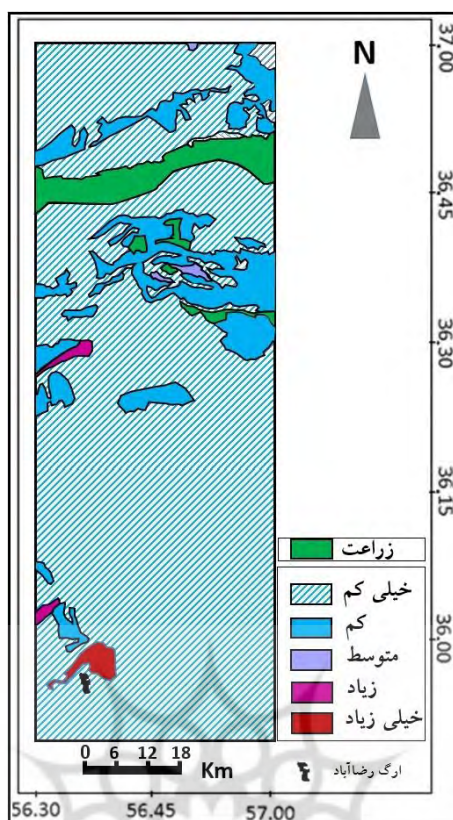 N
37,00
36,45
36,30
36,15
36,00
زراعت
خیلی کم
کم
متوسط
زیاد
خیلی زیاد
ارگ رضاآباد
0 6 12 18
Km
56.30 56.45 57.00